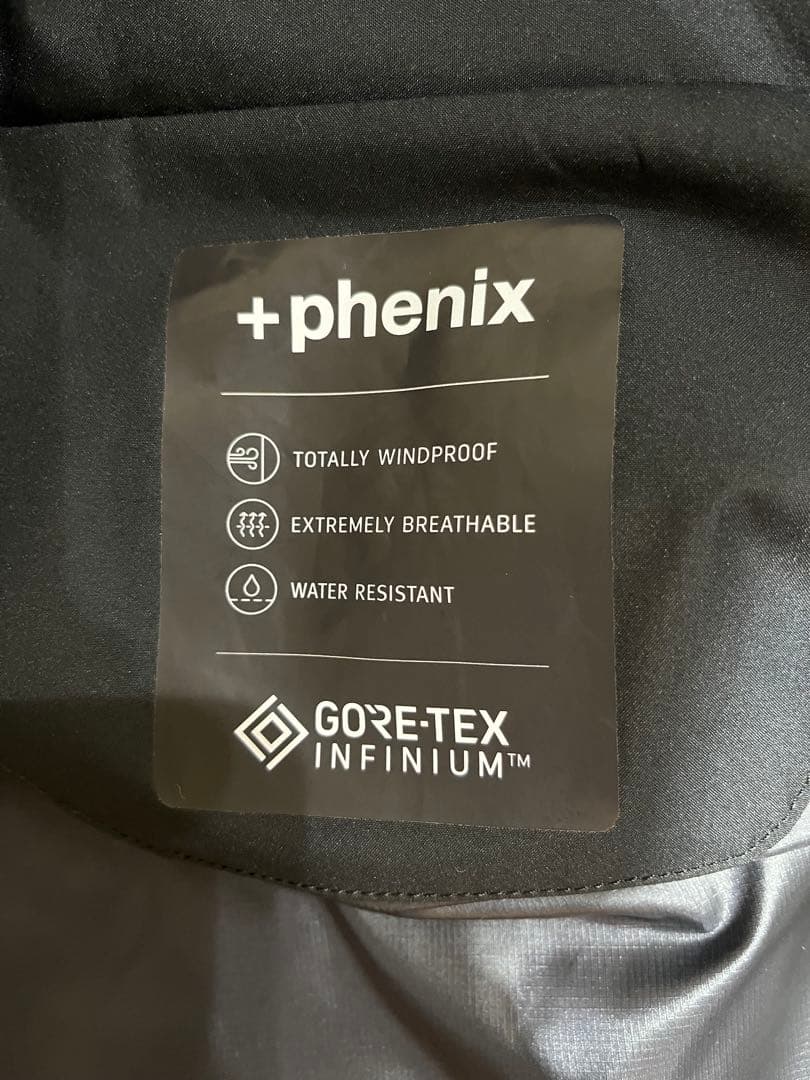 +phenix
TOTALLY WINDPROOF
EXTREMELY BREATHABLE
WATER RESISTANT
GORE-TEX
INFINIUM™